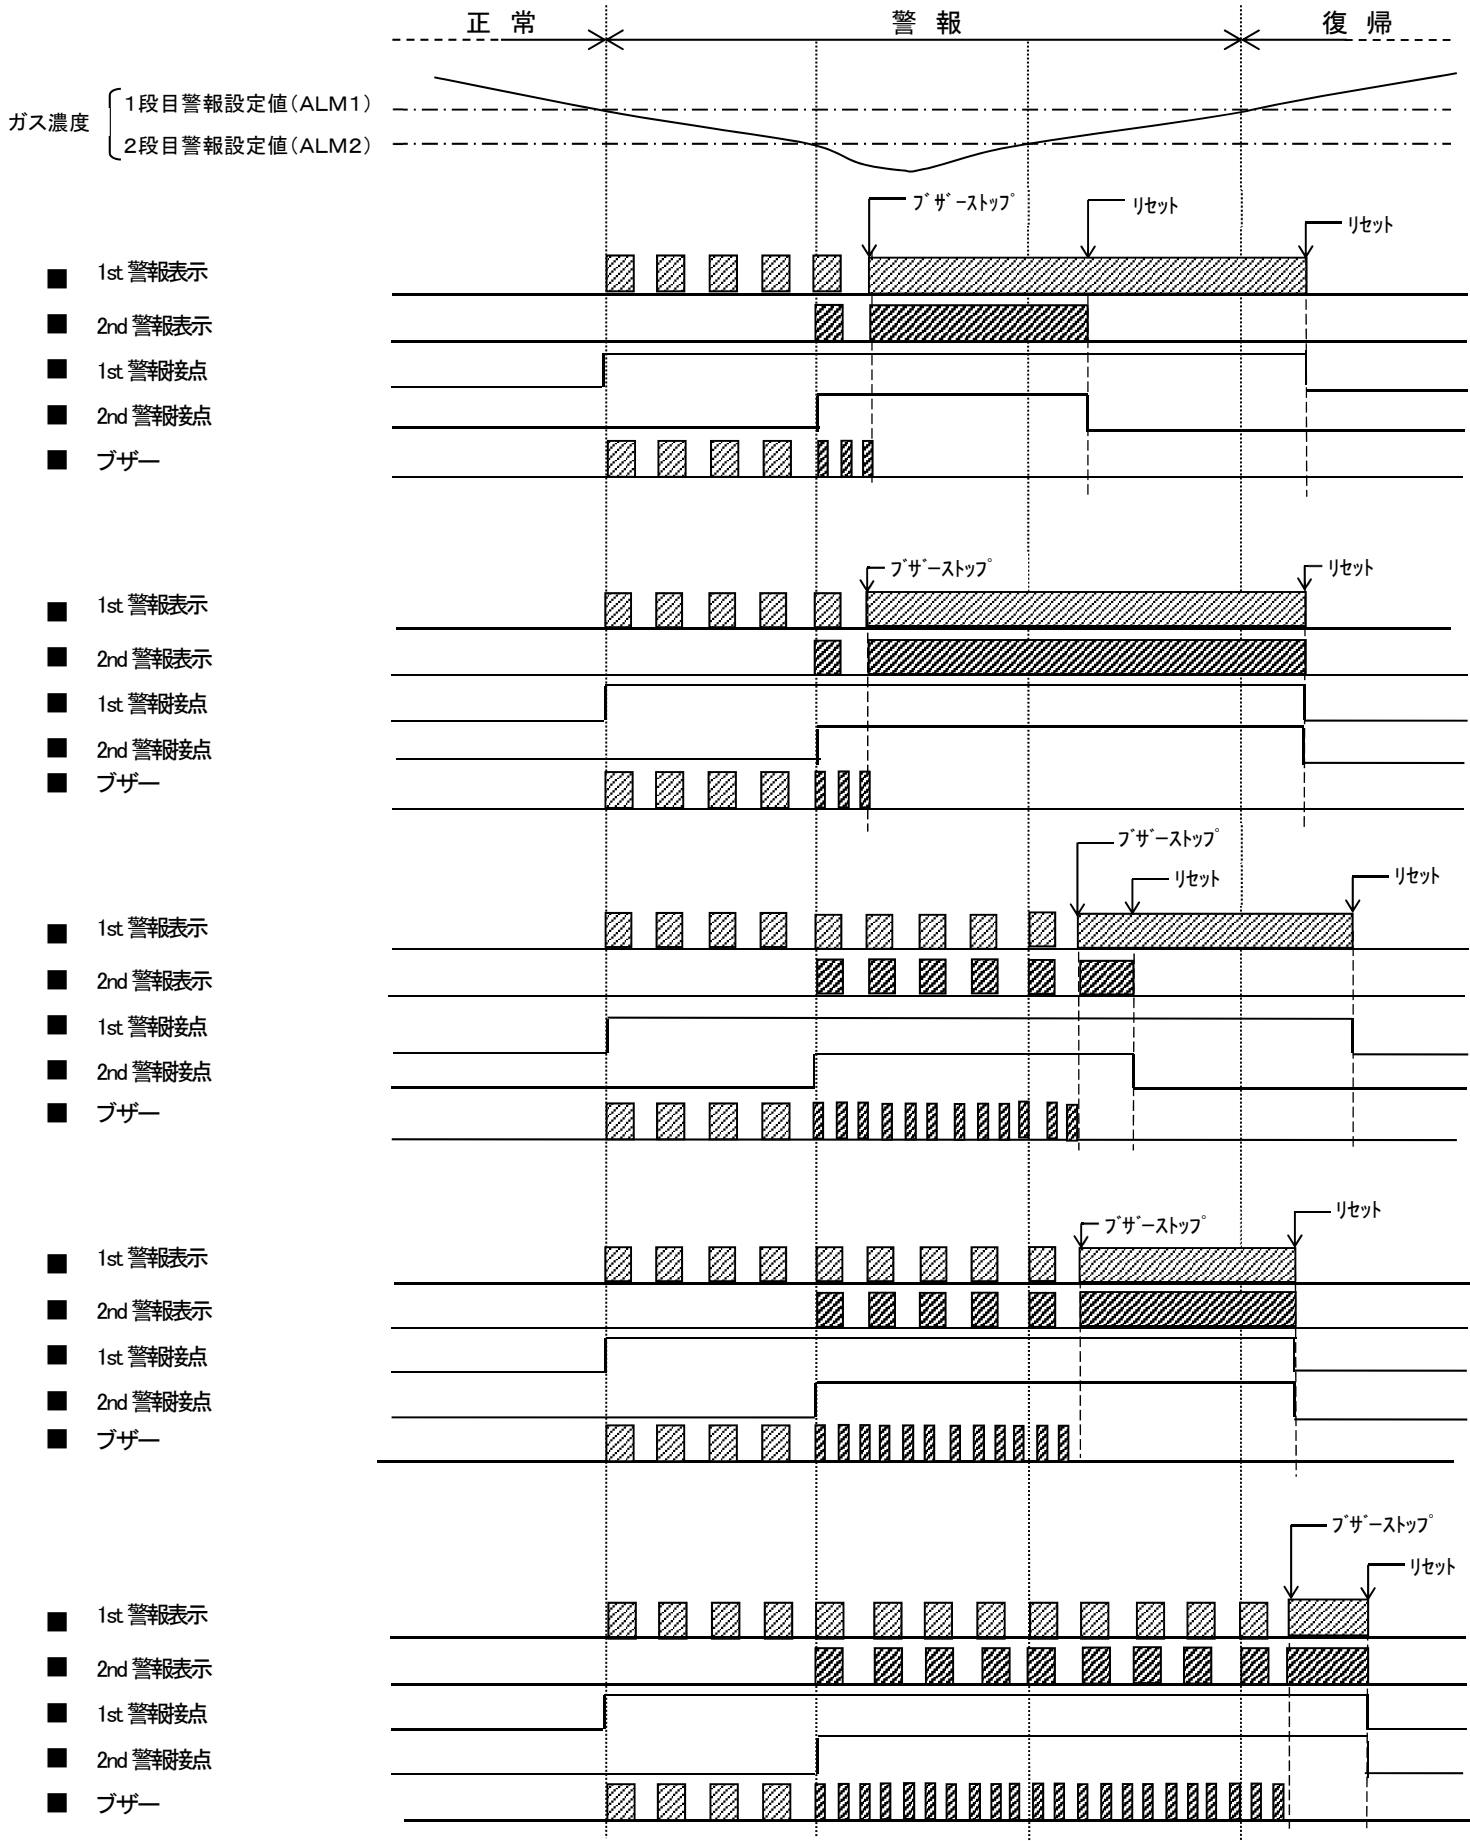 正 常 警 報 復 帰
ガス濃度
1段目警報設定値(ALM1)
2段目警報設定値(ALM2)
ブザーストップ リセット リセット
■ 1st 警報表示
■ 2nd 警報表示
■ 1st 警報接点
■ 2nd 警報接点
■ ブザー
ブザーストップ リセット
■ 1st 警報表示
■ 2nd 警報表示
■ 1st 警報接点
■ 2nd 警報接点
■ ブザー
ブザーストップ
リセット リセット
■ 1st 警報表示
■ 2nd 警報表示
■ 1st 警報接点
■ 2nd 警報接点
■ ブザー
ブザーストップ リセット
■ 1st 警報表示
■ 2nd 警報表示
■ 1st 警報接点
■ 2nd 警報接点
■ ブザー
ブザーストップ
リセット
■ 1st 警報表示
■ 2nd 警報表示
■ 1st 警報接点
■ 2nd 警報接点
■ ブザー